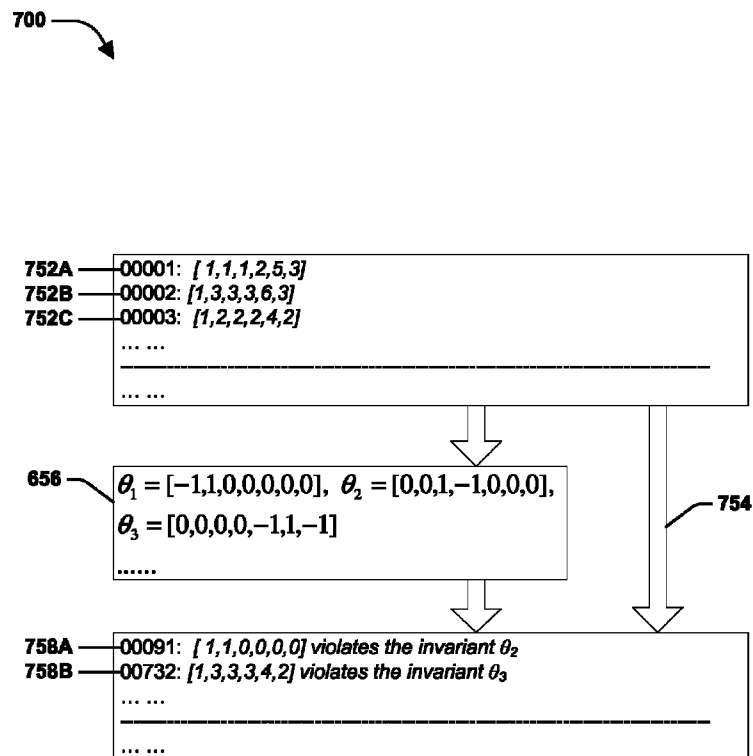 700
752A 00001: [ 1,1,1,2,5,3]
752B 00002: [1,3,3,3,6,3]
752C 00003: [1,2,2,2,4,2]
... ...
... ...
656 θ1 = [−1,1,0,0,0,0,0], θ2 = [0,0,1,−1,0,0,0],
θ3 = [0,0,0,0,−1,1,−1]
......
754
758A 00091: [ 1,1,0,0,0,0] violates the invariant θ2
758B 00732: [1,3,3,3,4,2] violates the invariant θ3
... ...
... ...